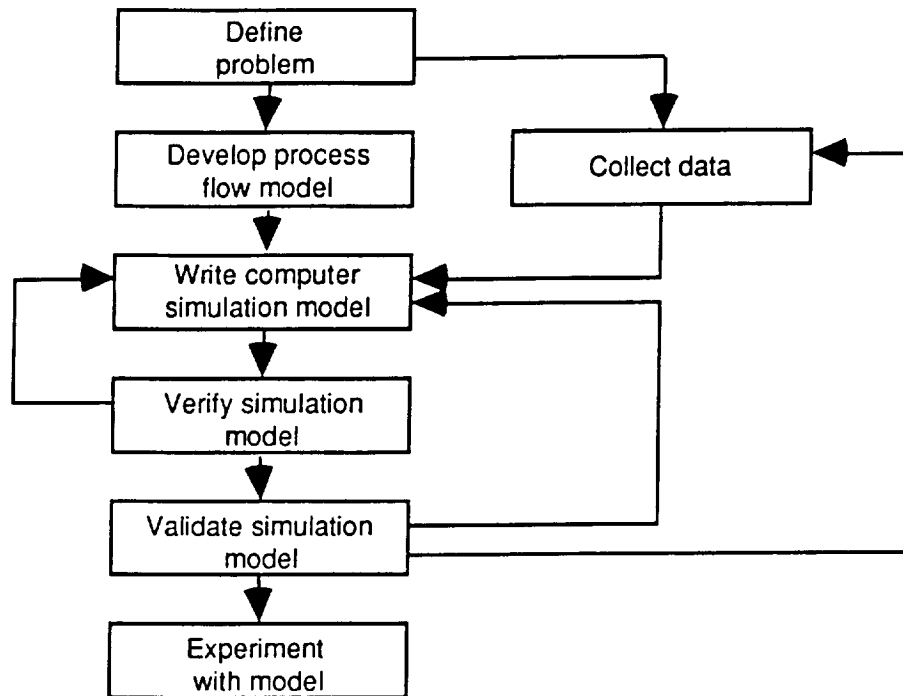 Define
problem
Develop process
flow model
Collect data
Write computer
simulation model
Verify simulation
model
Validate simulation
model
Experiment
with model